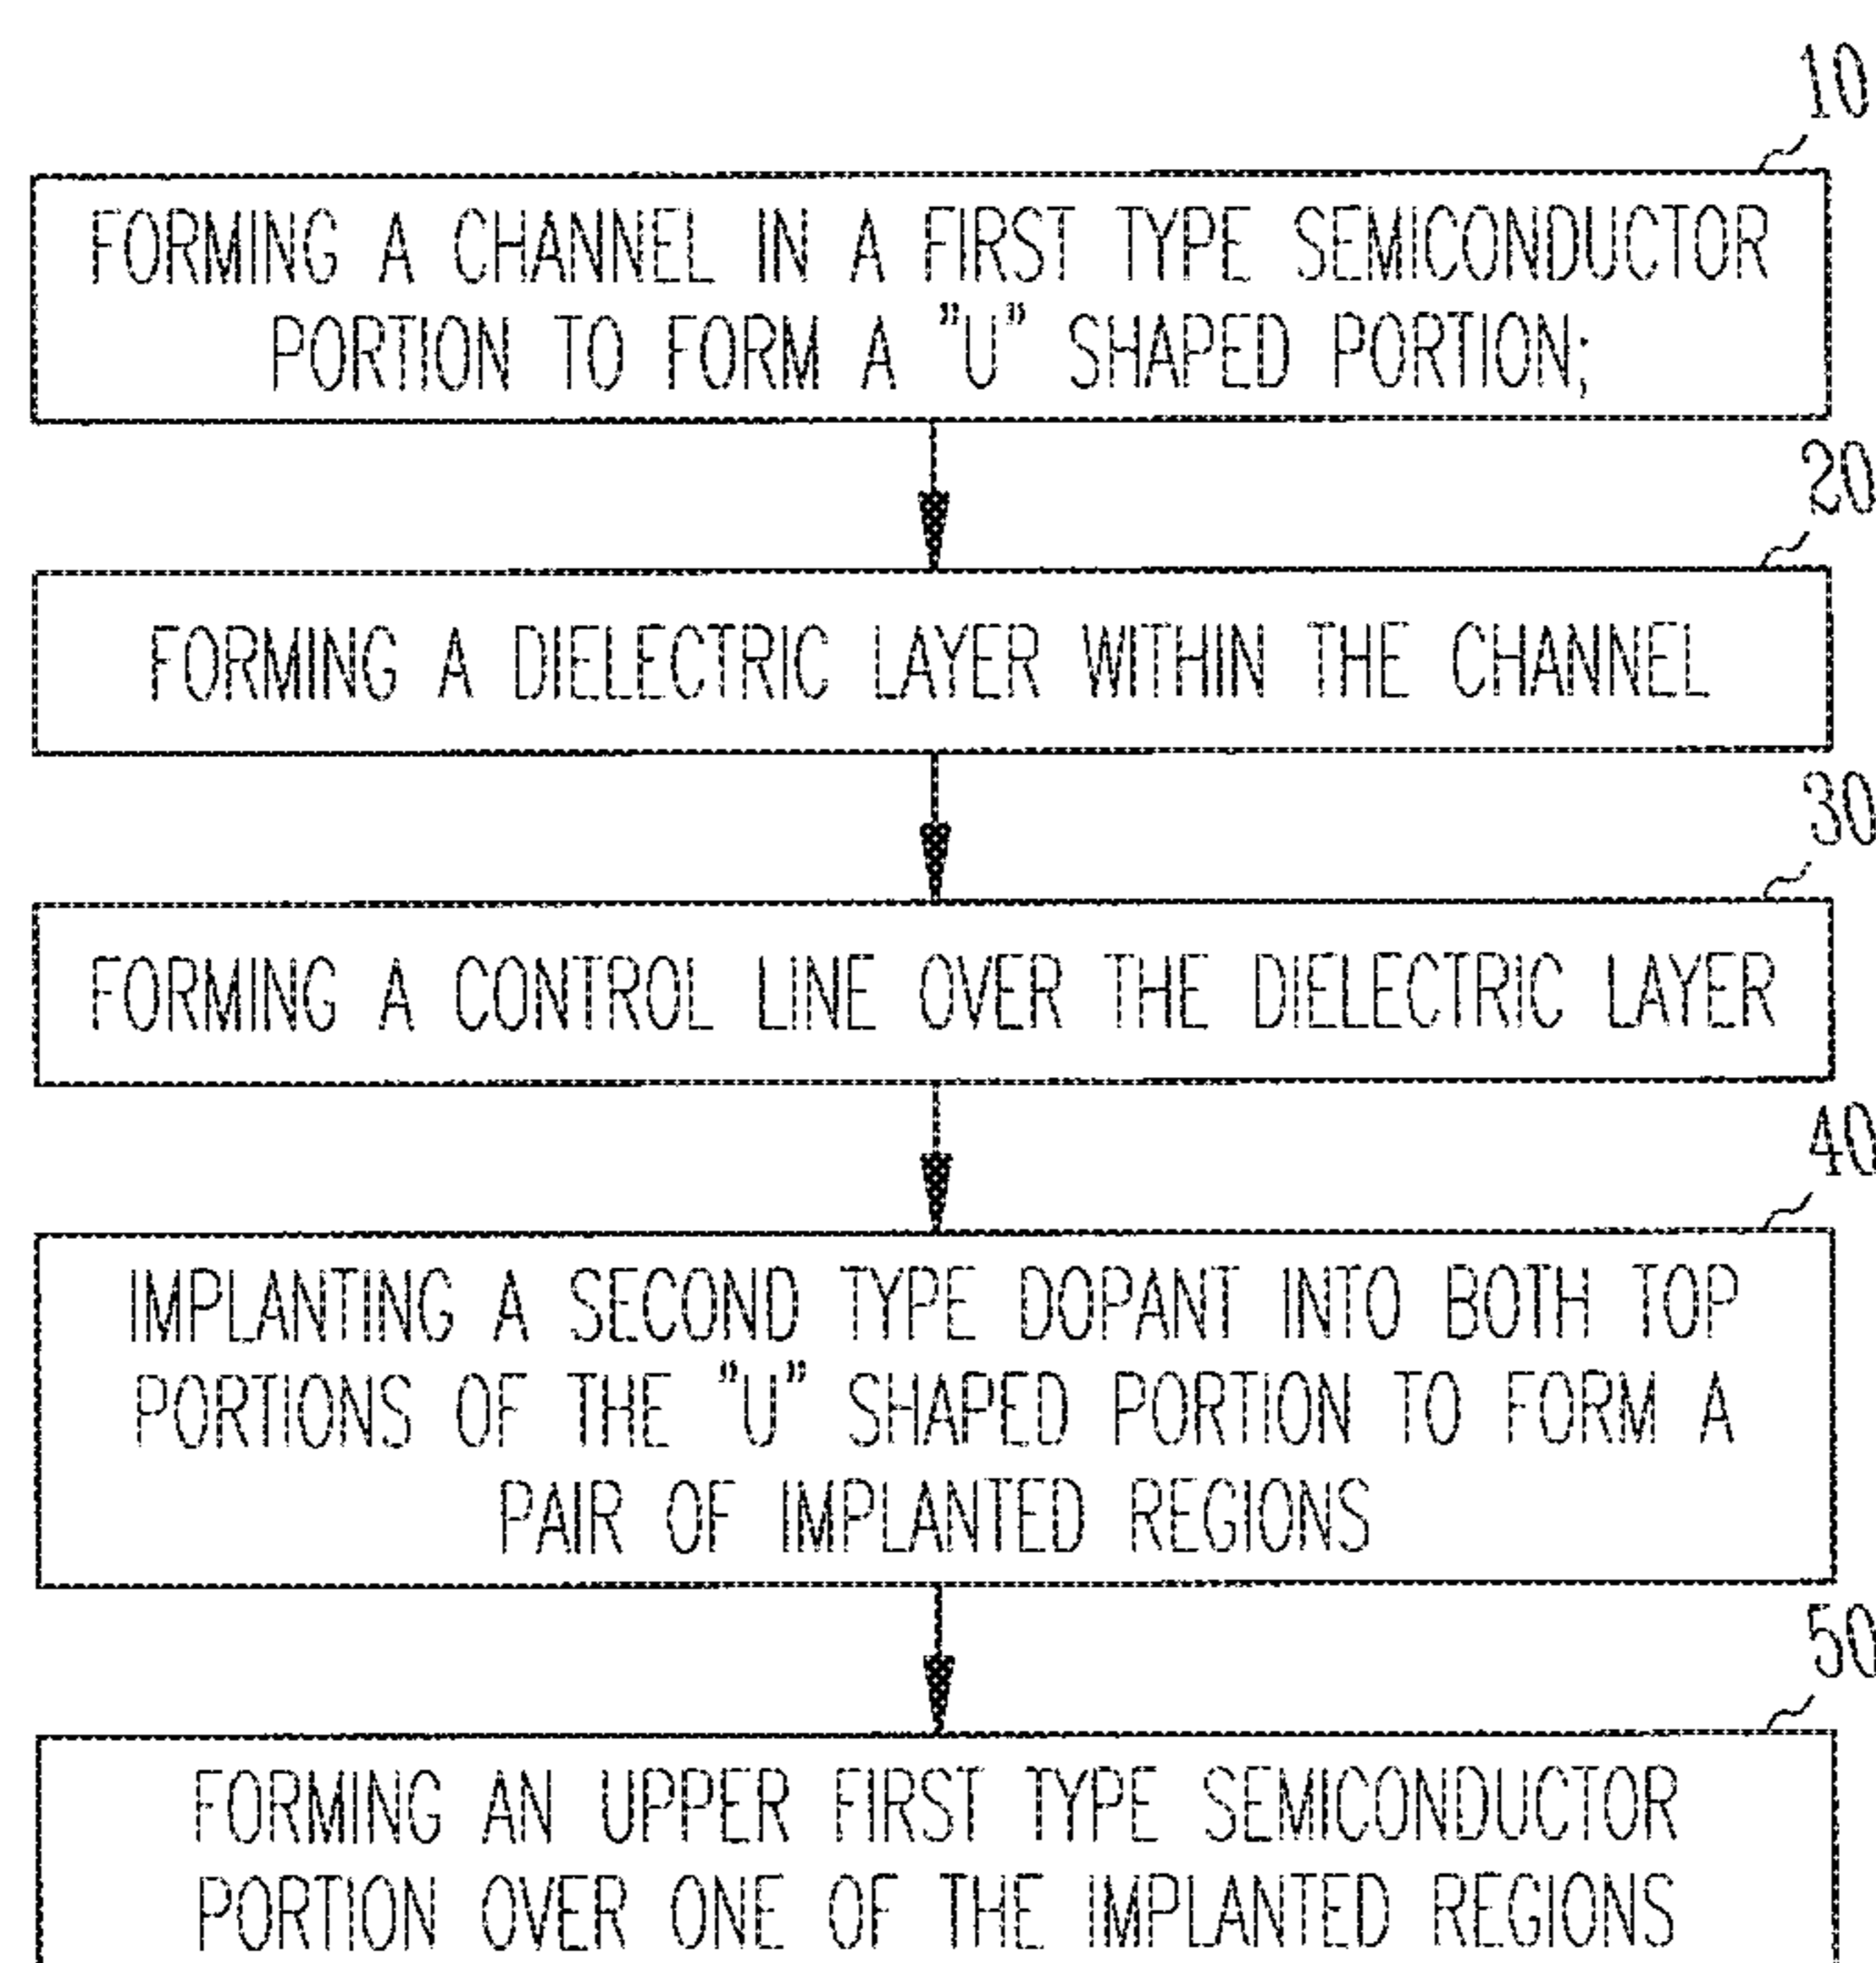 10
FORMING A CHANNEL IN A FIRST TYPE SEMICONDUCTOR
PORTION TO FORM A "U" SHAPED PORTION;
20
FORMING A DIELECTRIC LAYER WITHIN THE CHANNEL
30
FORMING A CONTROL LINE OVER THE DIELECTRIC LAYER
40
IMPLANTING A SECOND TYPE DOPANT INTO BOTH TOP
PORTIONS OF THE "U" SHAPED PORTION TO FORM A
PAIR OF IMPLANTED REGIONS
50
FORMING AN UPPER FIRST TYPE SEMICONDUCTOR
PORTION OVER ONE OF THE IMPLANTED REGIONS